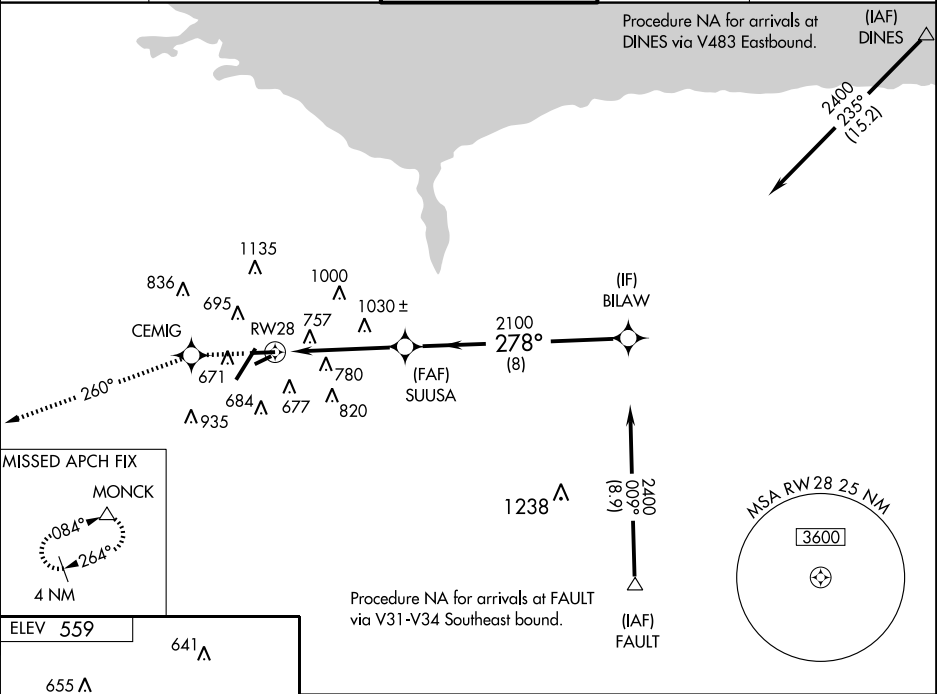 Procedure NA for arrivals at
DINES via V483 Eastbound.
(IAF)
DINES
2400
235°
(15.2)
1135
836
1000
695
1030 ±
757
CEMIG
RW28
(IF)
BILAW
2100
278°
(8)
671
780
(FAF)
SUUSA
260°
684
677
820
935
MISSED APCH FIX
MONCK
084°
264°
4 NM
1238
2400
009°
(8.9)
MSA RW 28 25 NM
3600
Procedure NA for arrivals at FAULT
via V31-V34 Southeast bound.
(IAF)
FAULT
ELEV 559
641
655